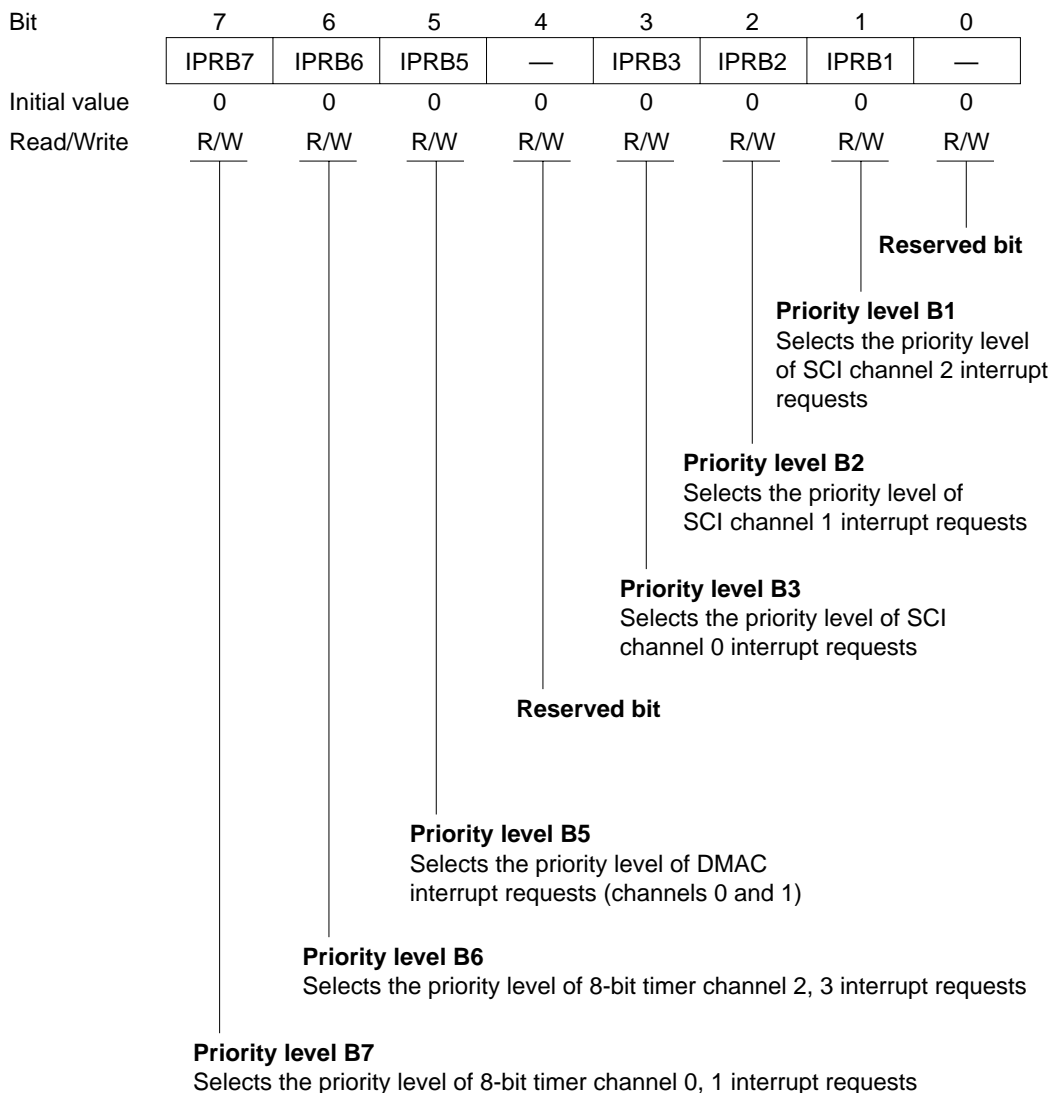 Bit 7 6 5 4 3 2 1 0
IPRB7 IPRB6 IPRB5 — IPRB3 IPRB2 IPRB1 —
Initial value 0 0 0 0 0 0 0 0
Read/Write R/W R/W R/W R/W R/W R/W R/W R/W
Reserved bit
Priority level B1
Selects the priority level
of SCI channel 2 interrupt
requests
Priority level B2
Selects the priority level of
SCI channel 1 interrupt requests
Priority level B3
Selects the priority level of SCI
channel 0 interrupt requests
Reserved bit
Priority level B5
Selects the priority level of DMAC
interrupt requests (channels 0 and 1)
Priority level B6
Selects the priority level of 8-bit timer channel 2, 3 interrupt requests
Priority level B7
Selects the priority level of 8-bit timer channel 0, 1 interrupt requests